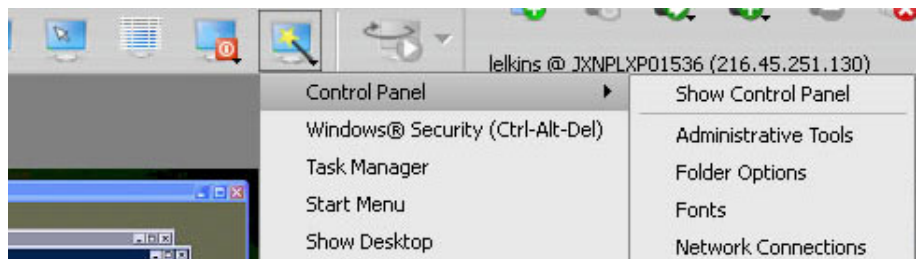 lelkins @ JXNPLXP01536 (216.45.251.130)
Control Panel
Windows® Security (Ctrl-Alt-Del)
Task Manager
Start Menu
Show Desktop
Show Control Panel
Administrative Tools
Folder Options
Fonts
Network Connections